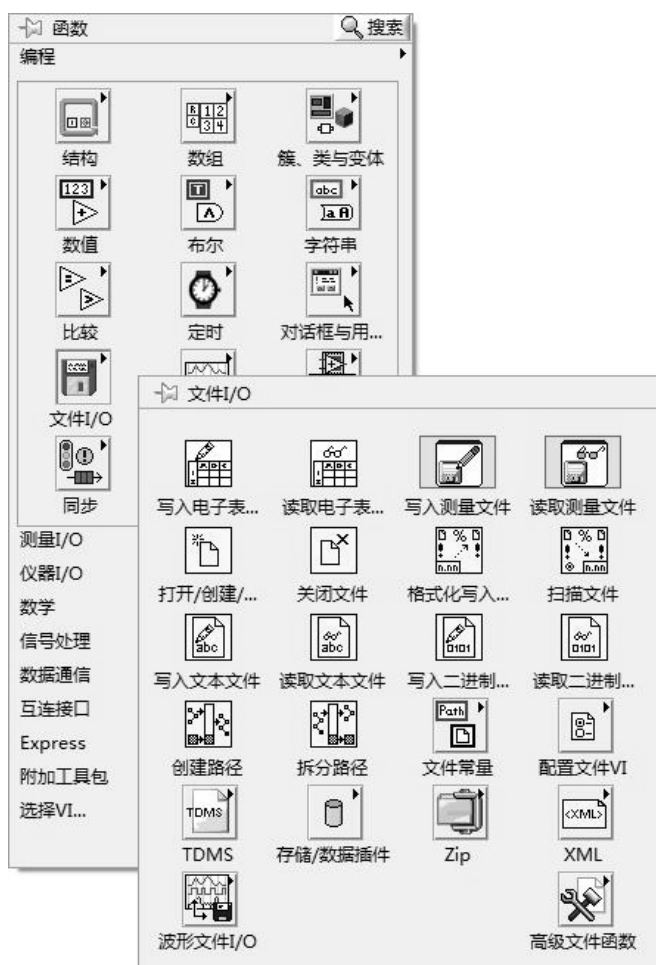 函数 搜索
编程
结构 数组 簇、类与变体
数值 布尔 字符串
比较 定时 对话框与用...
文件I/O
同步
测量I/O
仪器I/O
数学
信号处理
数据通信
互连接口
Express
附加工具包
选择VI...
文件I/O
写入电子表... 读取电子表... 写入测量文件 读取测量文件
打开/创建/... 关闭文件 格式化写入... 扫描文件
写入文本文件 读取文本文件 写入二进制... 读取二进制...
创建路径 拆分路径 文件常量 配置文件VI
TDMS 存储/数据插件 Zip XML
波形文件I/O 高级文件函数